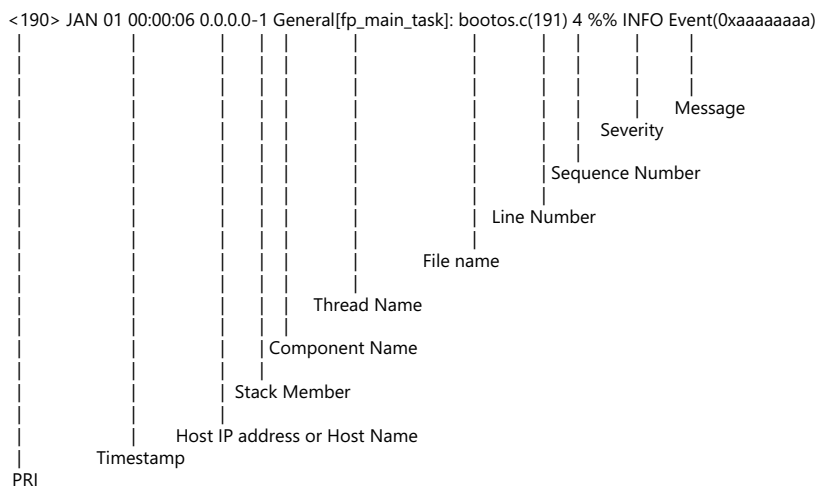 <190> JAN 01 00:00:06 0.0.0.0-1 General[fp_main_task]: bootos.c(191) 4 %% INFO Event(0xaaaaaaaa)
Message
Severity
Sequence Number
Line Number
File name
Thread Name
Component Name
Stack Member
Host IP address or Host Name
Timestamp
PRI